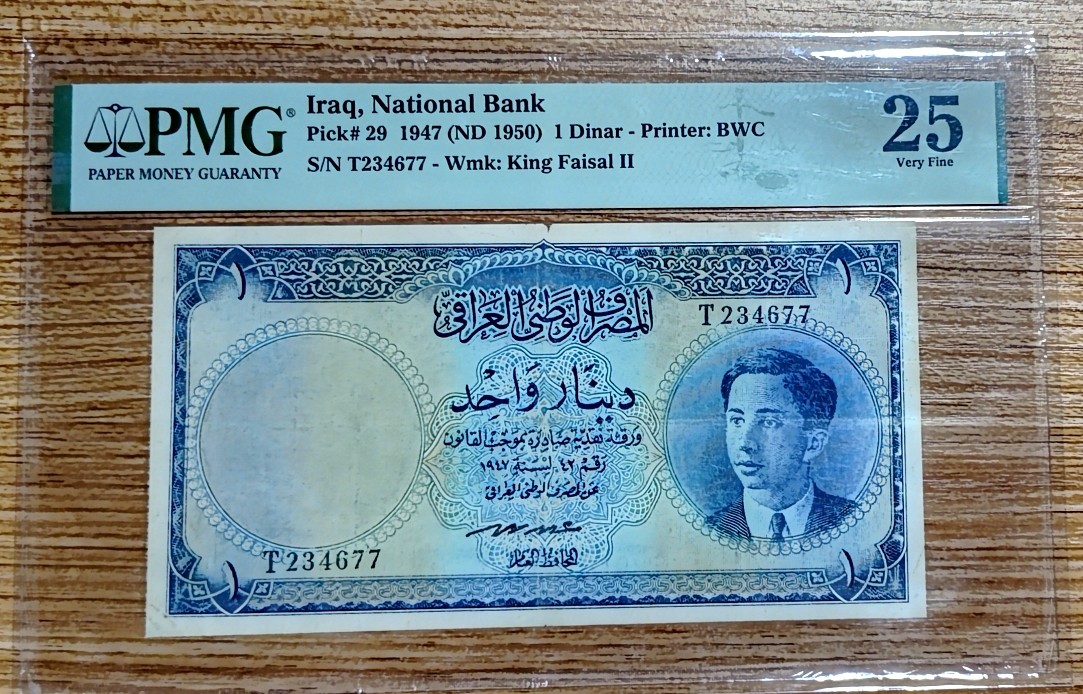 PMG®
PAPER MONEY GUARANTY
Iraq, National Bank
Pick# 29 1947 (ND 1950) 1 Dinar - Printer: BWC
S/N T234677 - Wmk: King Faisal II
25
Very Fine
١ ١
المصرف الوطني العراقي
T 234677
دينار واحد
ورقة نقدية صادرة بموجب القانون
رقم ٤٢ لسنة ١٩٤٧
عن المصرف الوطني العراقي
المحافظ العام
T 234677
١ ١